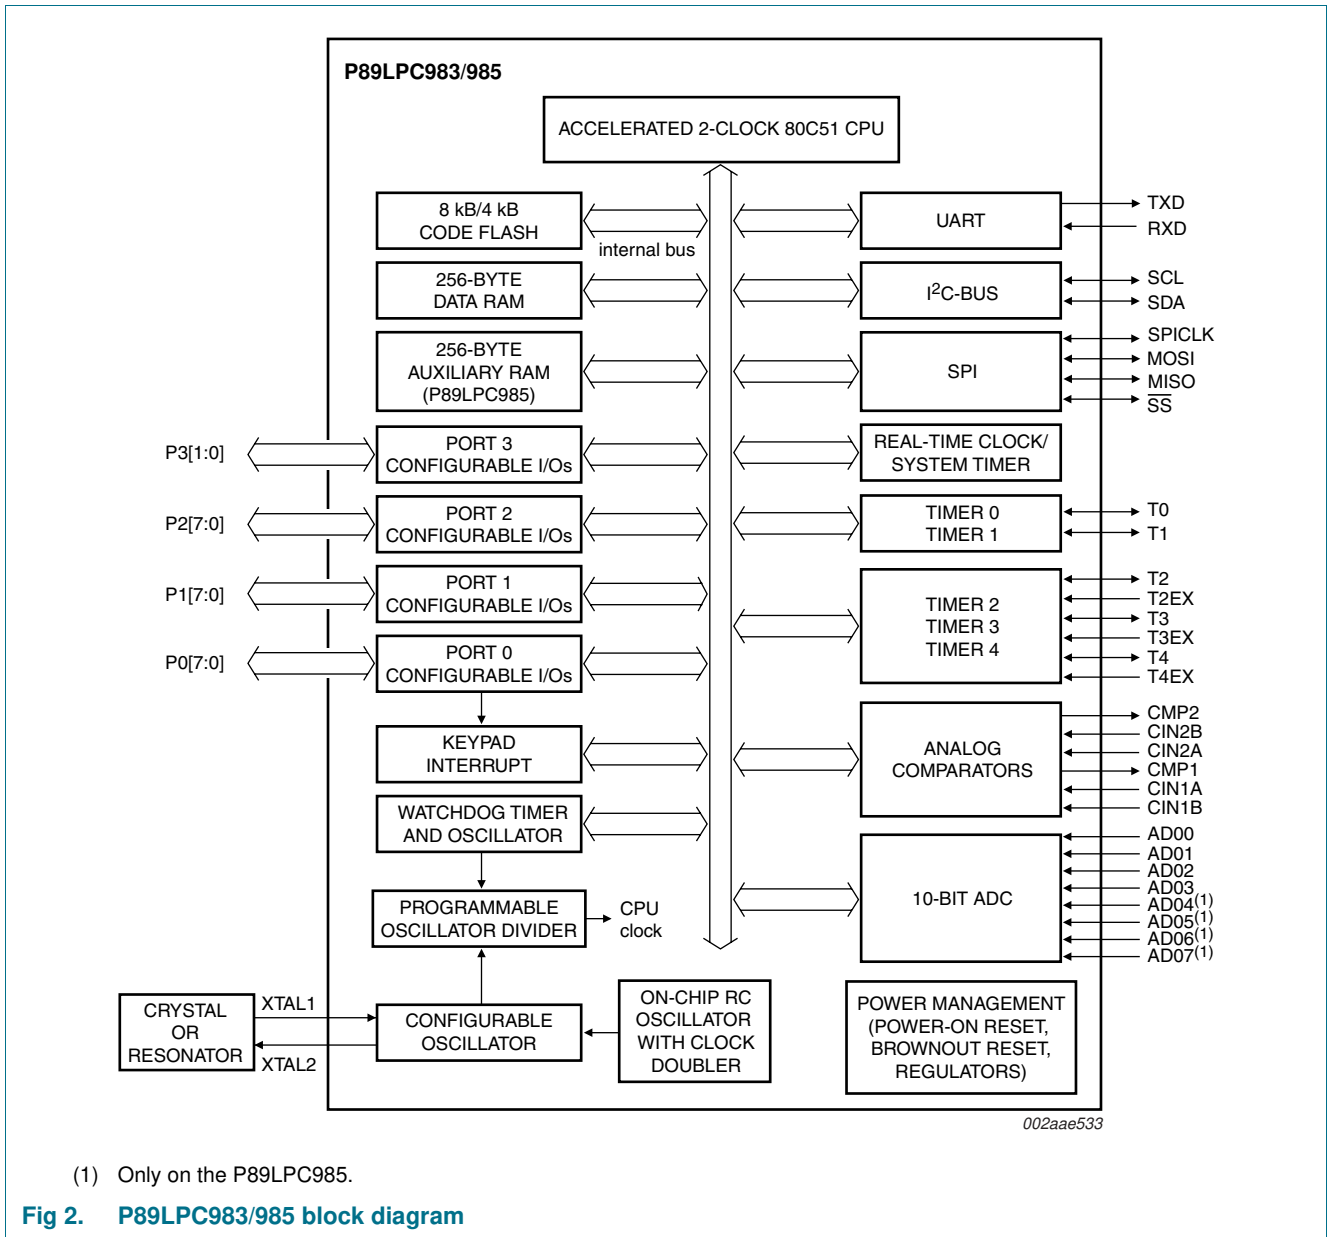 P89LPC983/985
ACCELERATED 2-CLOCK 80C51 CPU
8 kB/4 kB
CODE FLASH
internal bus
256-BYTE
DATA RAM
256-BYTE
AUXILIARY RAM
(P89LPC985)
P3[1:0]
PORT 3
CONFIGURABLE I/Os
P2[7:0]
PORT 2
CONFIGURABLE I/Os
P1[7:0]
PORT 1
CONFIGURABLE I/Os
P0[7:0]
PORT 0
CONFIGURABLE I/Os
KEYPAD
INTERRUPT
WATCHDOG TIMER
AND OSCILLATOR
PROGRAMMABLE
OSCILLATOR DIVIDER
CPU
clock
CRYSTAL
OR
RESONATOR
XTAL1
XTAL2
CONFIGURABLE
OSCILLATOR
ON-CHIP RC
OSCILLATOR
WITH CLOCK
DOUBLER
UART
TXD
RXD
I²C-BUS
SCL
SDA
SPI
SPICLK
MOSI
MISO
S̅S̅
REAL-TIME CLOCK/
SYSTEM TIMER
TIMER 0
TIMER 1
T0
T1
TIMER 2
TIMER 3
TIMER 4
T2
T2EX
T3
T3EX
T4
T4EX
ANALOG
COMPARATORS
CMP2
CIN2B
CIN2A
CMP1
CIN1A
CIN1B
10-BIT ADC
AD00
AD01
AD02
AD03
AD04(1)
AD05(1)
AD06(1)
AD07(1)
POWER MANAGEMENT
(POWER-ON RESET,
BROWNOUT RESET,
REGULATORS)
002aae533
(1) Only on the P89LPC985.
Fig 2. P89LPC983/985 block diagram